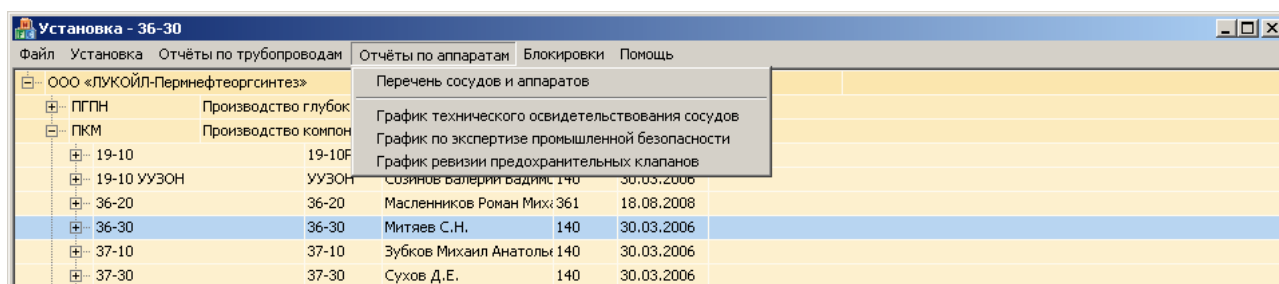 Установка - 36-30
Файл Установка Отчёты по трубопроводам Отчёты по аппаратам Блокировки Помощь
ООО «ЛУКОЙЛ-Пермнефтеоргсинтез»
Перечень сосудов и аппаратов
ПГПН Производство глубок
График технического освидетельствования сосудов
ПКМ Производство компон
График по экспертизе промышленной безопасности
19-10 19-10
График ревизии предохранительных клапанов
19-10 УУЗОН УУЗОН Созинов Валерий Вадимо 140 30.03.2006
36-20 36-20 Масленников Роман Миха 361 18.08.2008
36-30 36-30 Митяев С.Н. 140 30.03.2006
37-10 37-10 Зубков Михаил Анатолье 140 30.03.2006
37-30 37-30 Сухов Д.Е. 140 30.03.2006